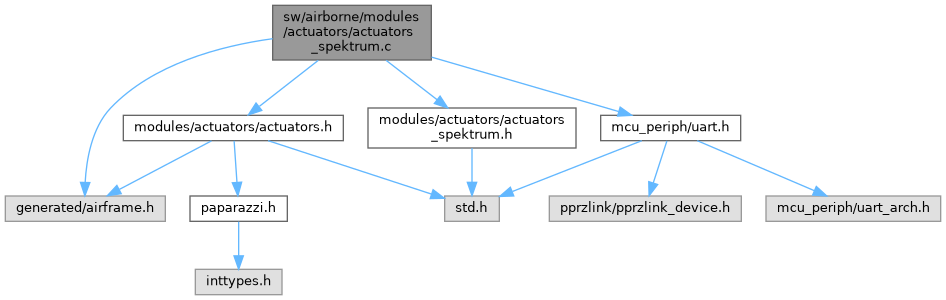 sw/airborne/modules
/actuators/actuators
_spektrum.c
modules/actuators/actuators.h
modules/actuators/actuators
_spektrum.h
mcu_periph/uart.h
generated/airframe.h
paparazzi.h
std.h
pprzlink/pprzlink_device.h
mcu_periph/uart_arch.h
inttypes.h